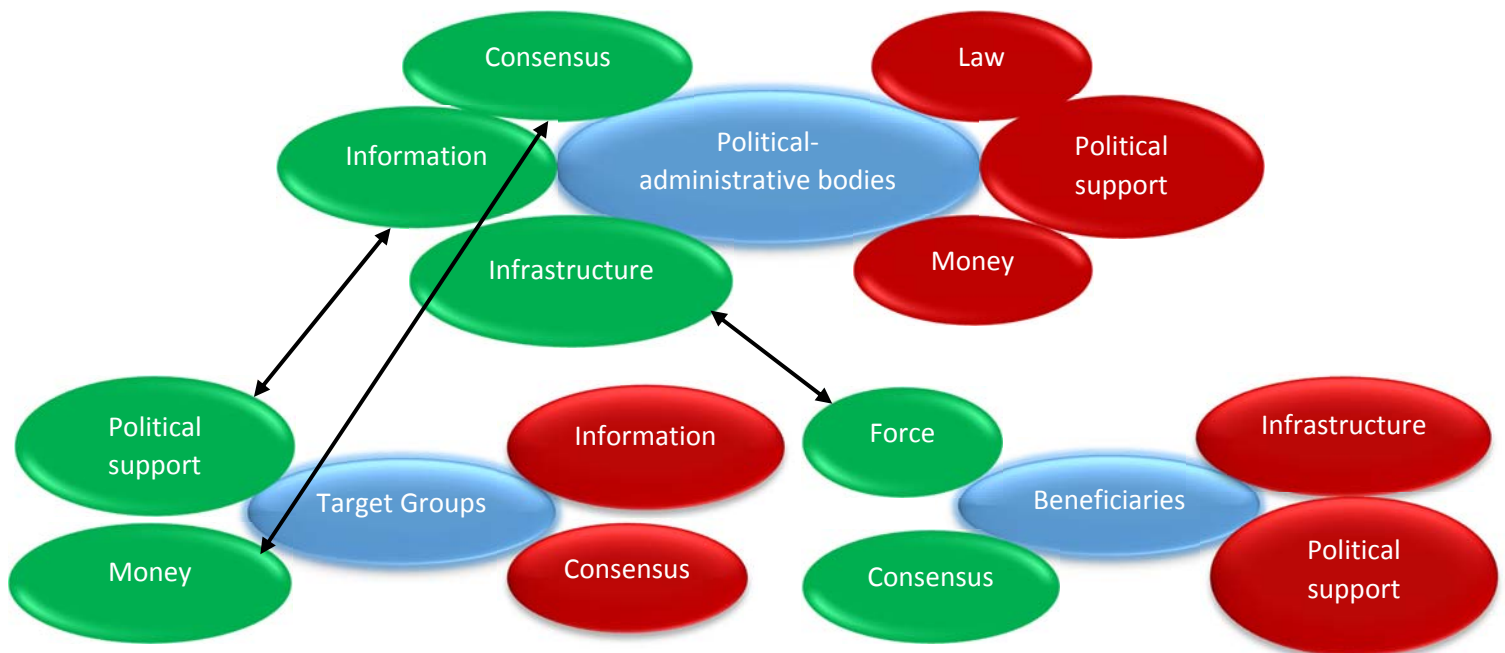 Consensus
Law
Information
Political-
administrative bodies
Political
support
Infrastructure
Money
Political
support
Information
Force
Infrastructure
Target Groups
Beneficiaries
Money
Consensus
Consensus
Political
support